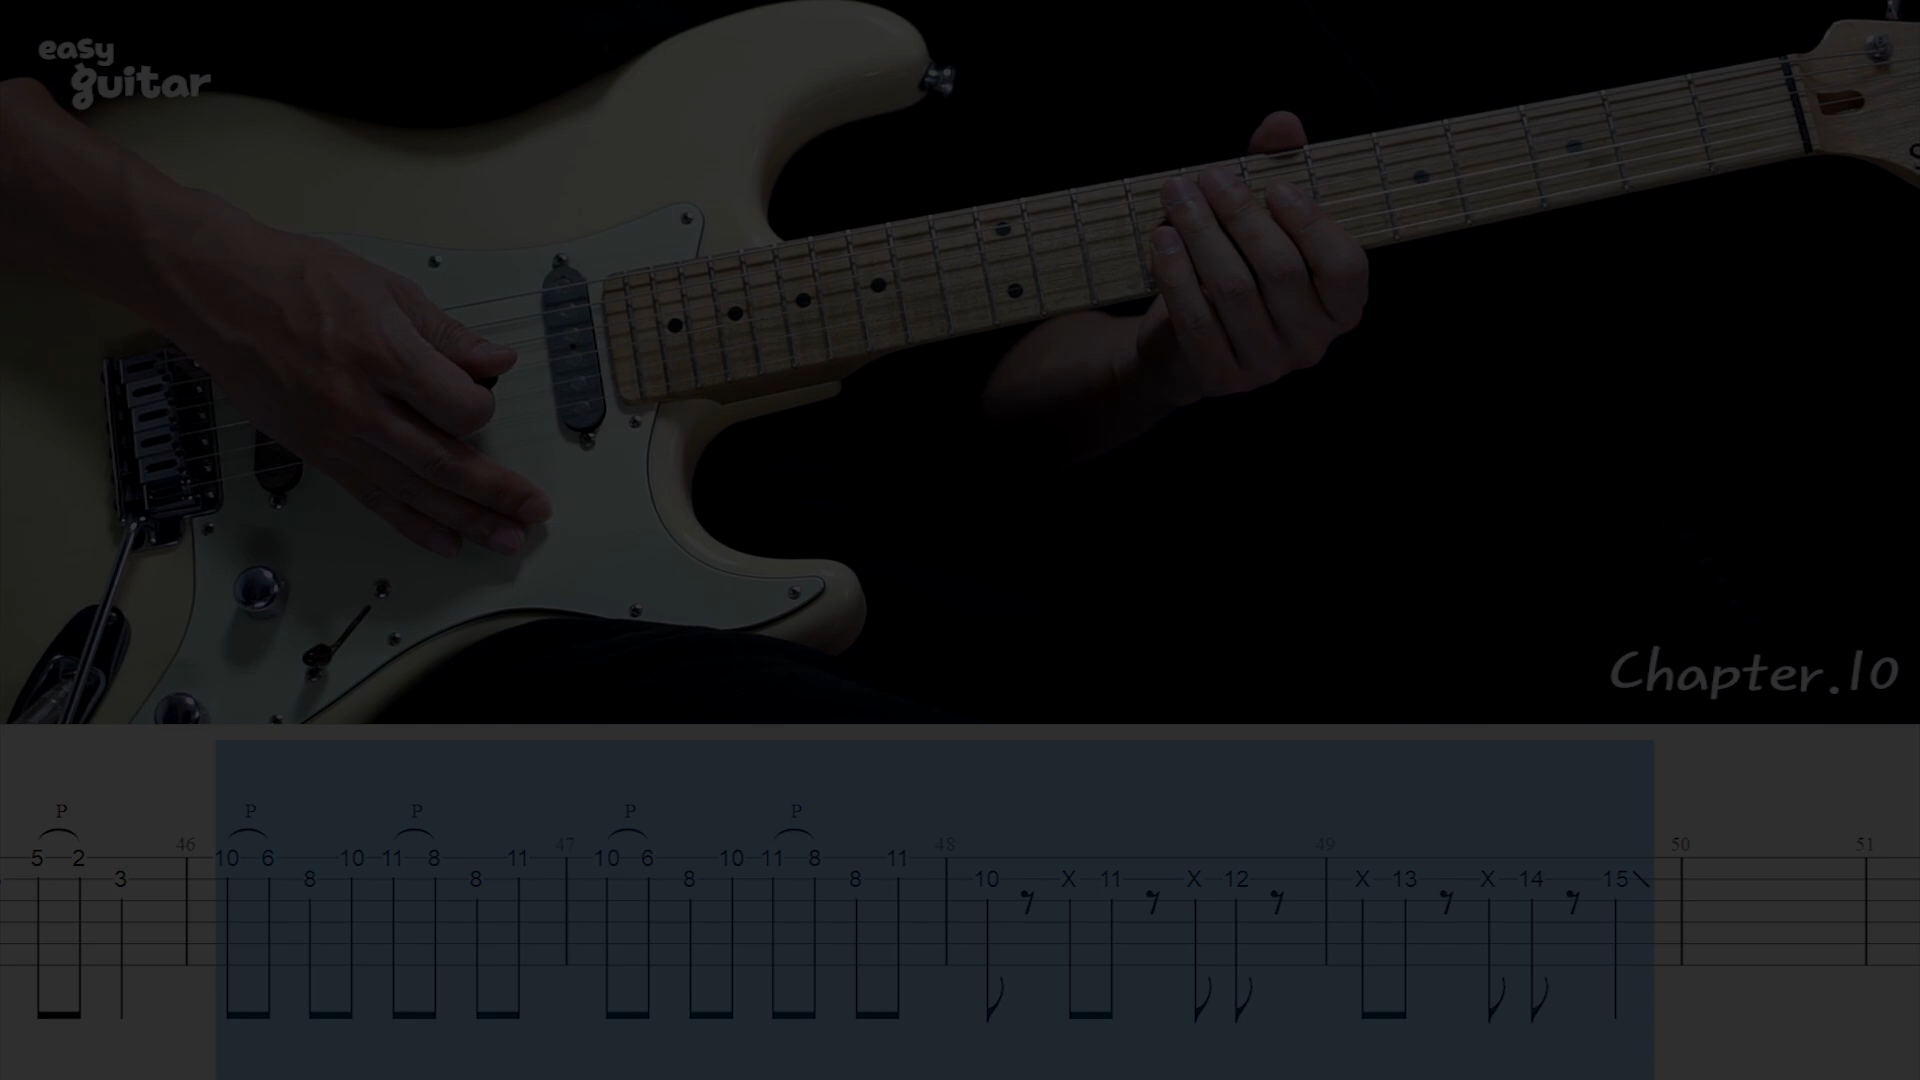 easy
guitar
Chapter.10
P P P P P
46 47 48 49 50 51
5 2 10 6 10 11 8 11 10 6 10 11 8 11
3 8 8 8 8 10 X 11 X 12 X 13 X 14 15